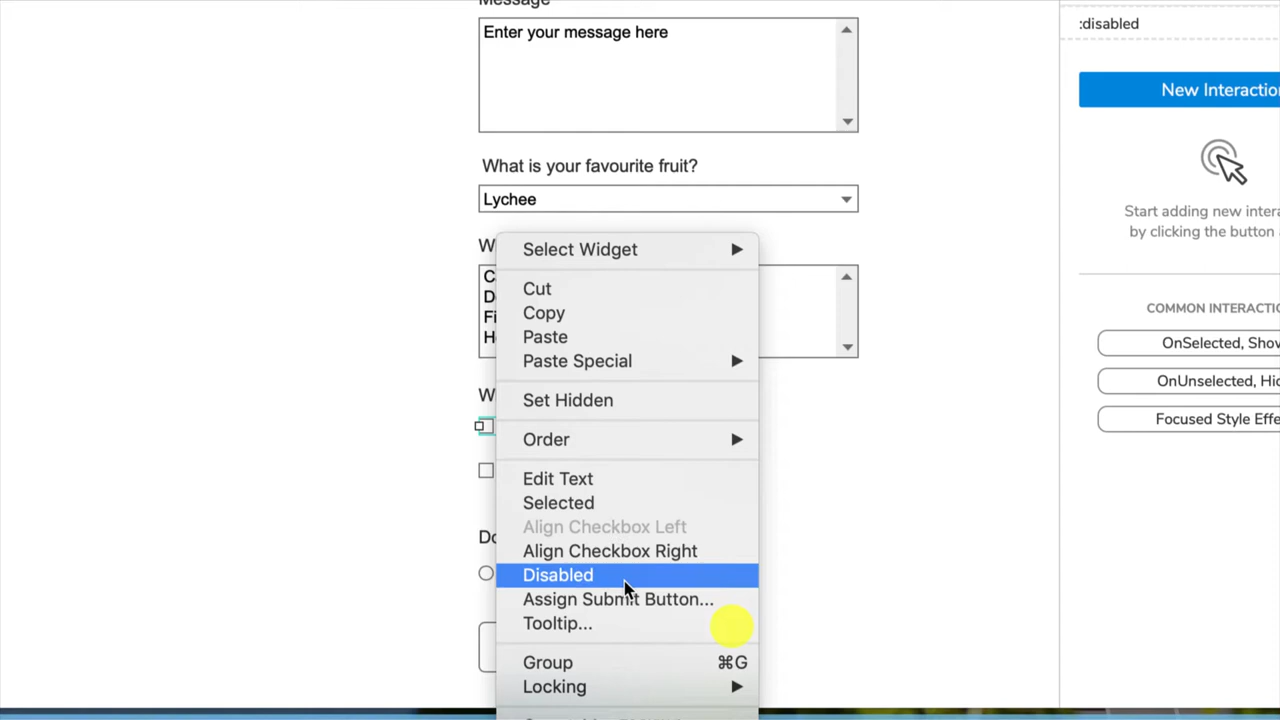 Message
:disabled
Enter your message here
New Interaction
What is your favourite fruit?
Start adding new intera
by clicking the button
Lychee
W
Select Widget
C
Cut
D
Copy
COMMON INTERACTIO
Fi
Paste
H
OnSelected, Show
Paste Special
OnUnselected, Hid
W
Set Hidden
Focused Style Effe
Order
Edit Text
Selected
Align Checkbox Left
Do
Align Checkbox Right
Disabled
Assign Submit Button...
Tooltip...
Group ⌘G
Locking